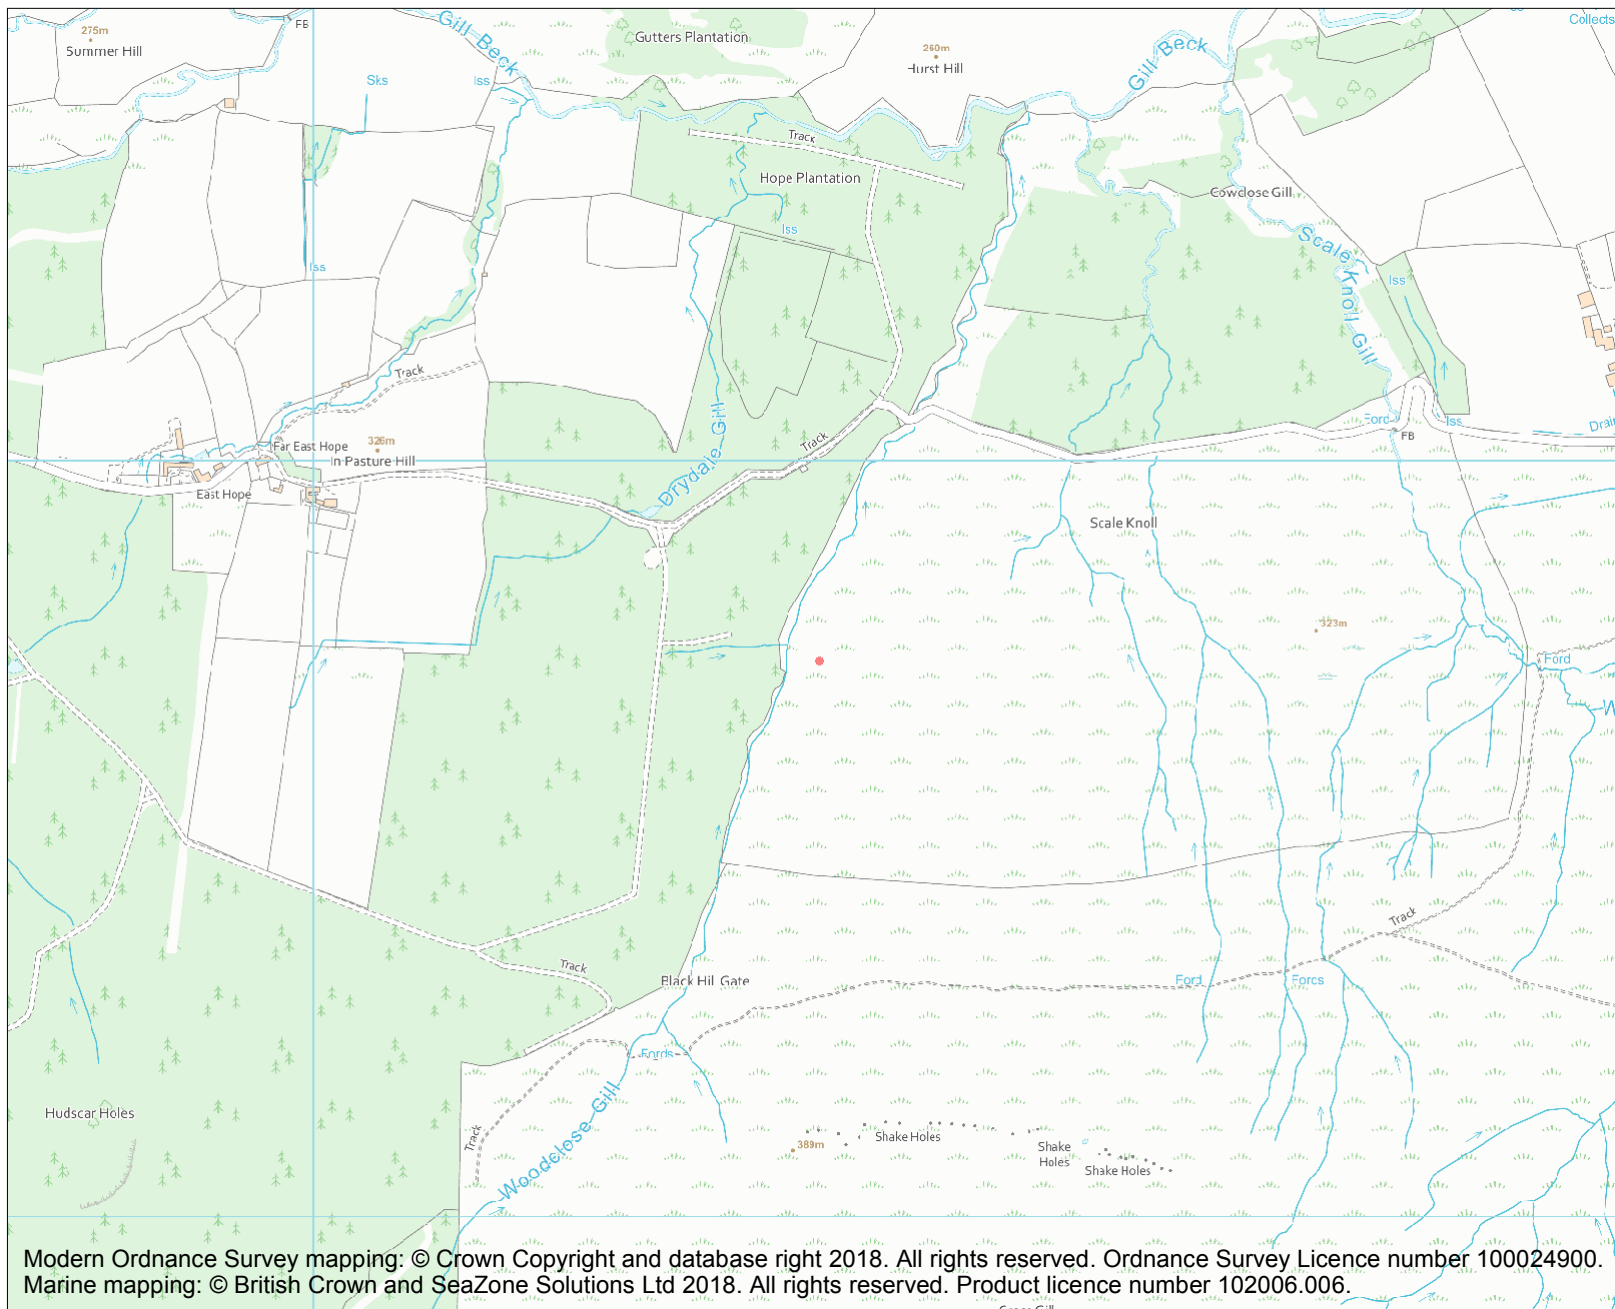 275m
Summer Hill
FB
Gill Beck
Gutters Plantation
260m
Hurst Hill
Gill Beck
Collects
Sks
Iss
Track
Hope Plantation
Cowclose Gill
Iss
Iss
Scale Knoll Gill
Iss
Track
Drydale Gill
Track
Ford
Iss
FB
Drain
Far East Hope
326m
In Pasture Hill
East Hope
Scale Knoll
323m
Ford
W
Track
Track
Black Hill Gate
Ford
Forcs
Fords
Hudscar Holes
Track
Woodclose Gill
389m
Shake Holes
Shake
Holes
Shake Holes
Modern Ordnance Survey mapping: © Crown Copyright and database right 2018. All rights reserved. Ordnance Survey Licence number 100024900.
Marine mapping: © British Crown and SeaZone Solutions Ltd 2018. All rights reserved. Product licence number 102006.006.